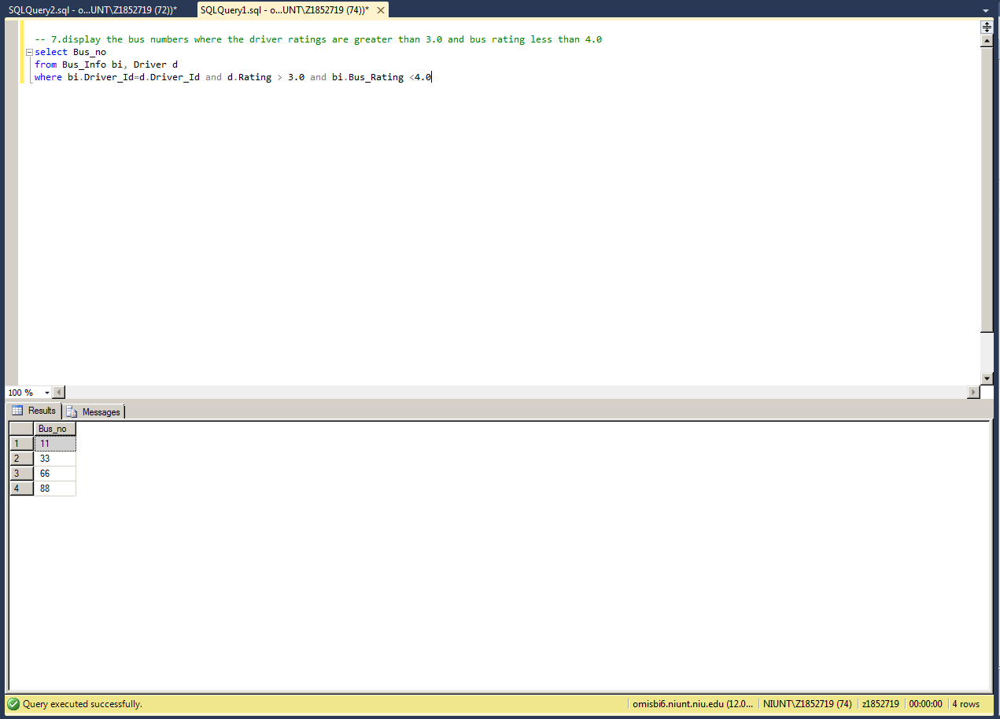 SQLQuery2.sql - o...UNT\Z1852719 (72))* SQLQuery1.sql - o...UNT\Z1852719 (74))*
-- 7.display the bus numbers where the driver ratings are greater than 3.0 and bus rating less than 4.0
select Bus_no
from Bus_Info bi, Driver d
where bi.Driver_Id=d.Driver_Id and d.Rating > 3.0 and bi.Bus_Rating <4.0
100 %
Results Messages
Bus_no
1 11
2 33
3 66
4 88
Query executed successfully. omisbi6.niunt.niu.edu (12.0... NIUNT\Z1852719 (74) z1852719 00:00:00 4 rows